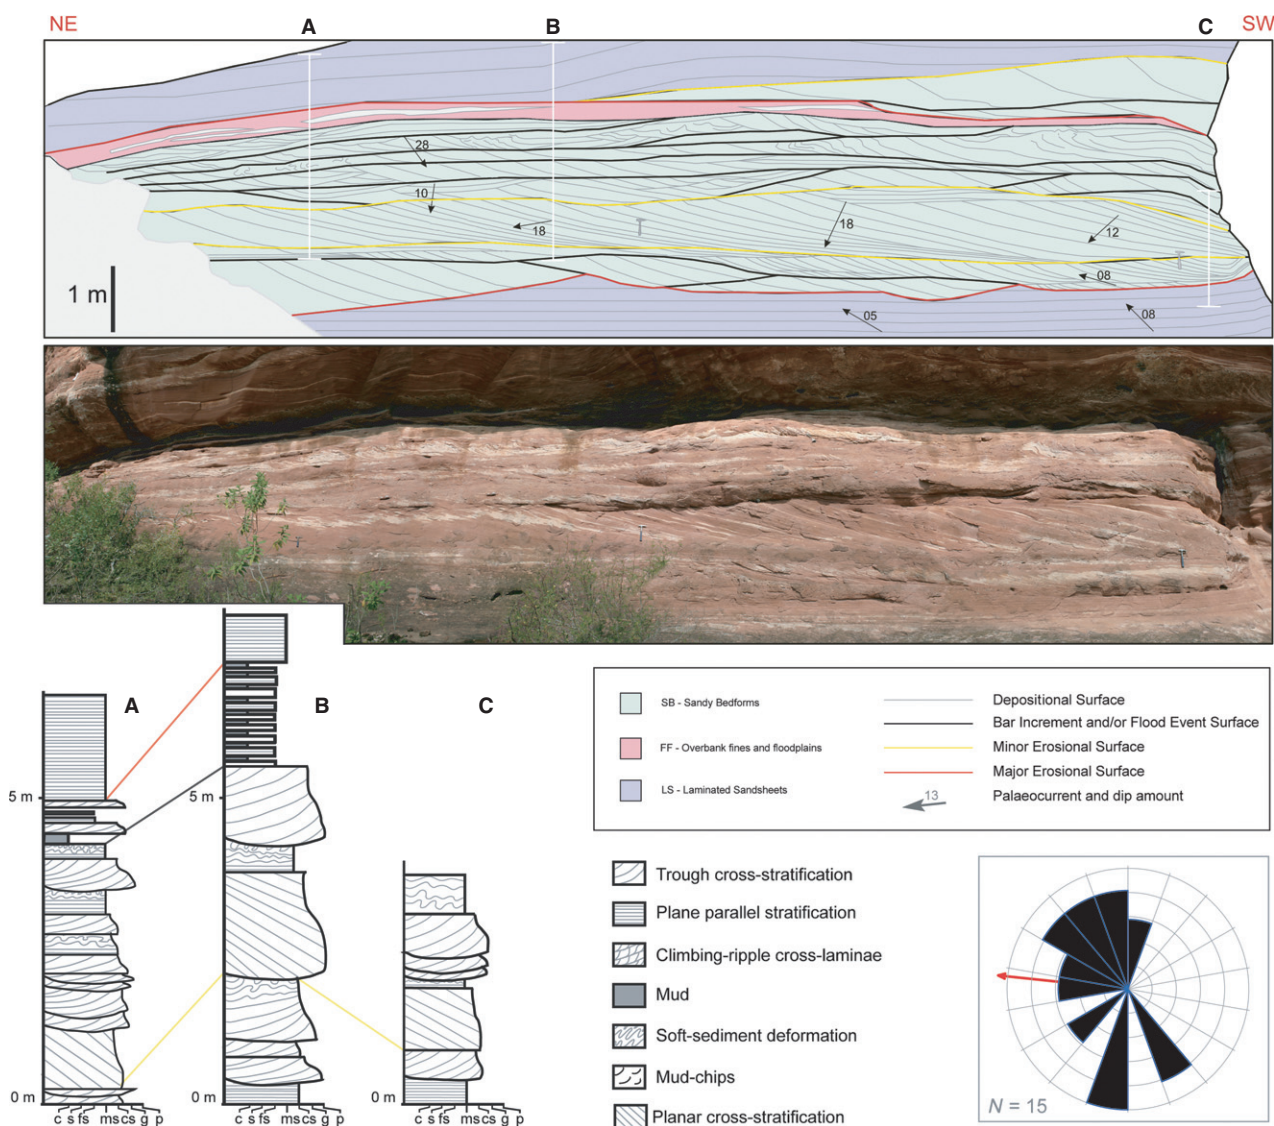 NE A B C SW
28
10
18
18
12
08
1 m
05
08
A B C
5 m
5 m
0 m
0 m
0 m
c s fs ms cs g p
c s fs ms cs g p
c s fs ms cs g p
SB - Sandy Bedforms
FF - Overbank fines and floodplains
LS - Laminated Sandsheets
Depositional Surface
Bar Increment and/or Flood Event Surface
Minor Erosional Surface
Major Erosional Surface
13
Palaeocurrent and dip amount
Trough cross-stratification
Plane parallel stratification
Climbing-ripple cross-laminae
Mud
Soft-sediment deformation
Mud-chips
Planar cross-stratification
N = 15